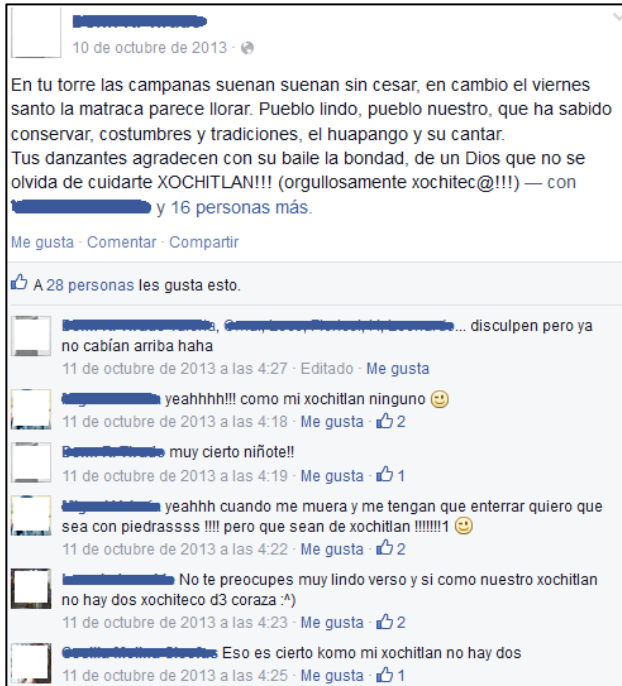 10 de octubre de 2013 ·
En tu torre las campanas suenan suenan sin cesar, en cambio el viernes
santo la matraca parece llorar. Pueblo lindo, pueblo nuestro, que ha sabido
conservar, costumbres y tradiciones, el huapango y su cantar.
Tus danzantes agradecen con su baile la bondad, de un Dios que no se
olvida de cuidarte XOCHITLAN!!! (orgullosamente xochitec@!!!) — con
y 16 personas más.
Me gusta · Comentar · Compartir
A 28 personas les gusta esto.
... disculpen pero ya
no cabían arriba haha
11 de octubre de 2013 a las 4:27 · Editado · Me gusta
yeahhhh!!! como mi xochitlan ninguno
11 de octubre de 2013 a las 4:18 · Me gusta · 2
muy cierto niñote!!
11 de octubre de 2013 a las 4:19 · Me gusta · 1
yeahhh cuando me muera y me tengan que enterrar quiero que
sea con piedrassss !!!! pero que sean de xochitlan !!!!!!!1
11 de octubre de 2013 a las 4:22 · Me gusta · 2
No te preocupes muy lindo verso y si como nuestro xochitlan
no hay dos xochiteco d3 coraza :^)
11 de octubre de 2013 a las 4:23 · Me gusta · 2
Eso es cierto komo mi xochitlan no hay dos
11 de octubre de 2013 a las 4:25 · Me gusta · 1